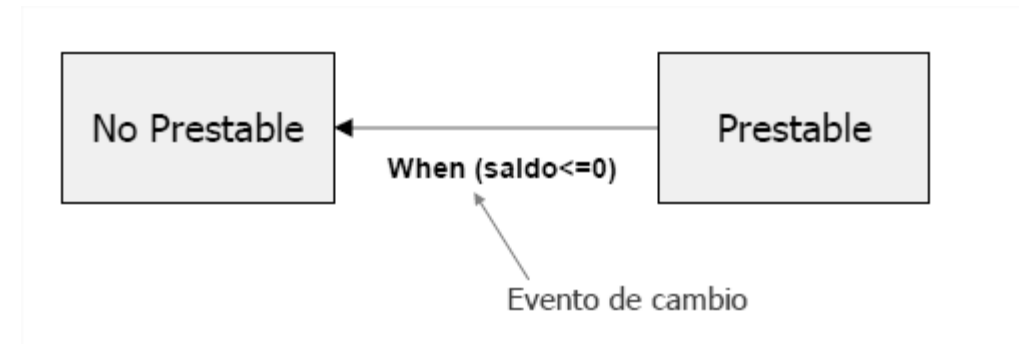 No Prestable
Prestable
When (saldo<=0)
Evento de cambio